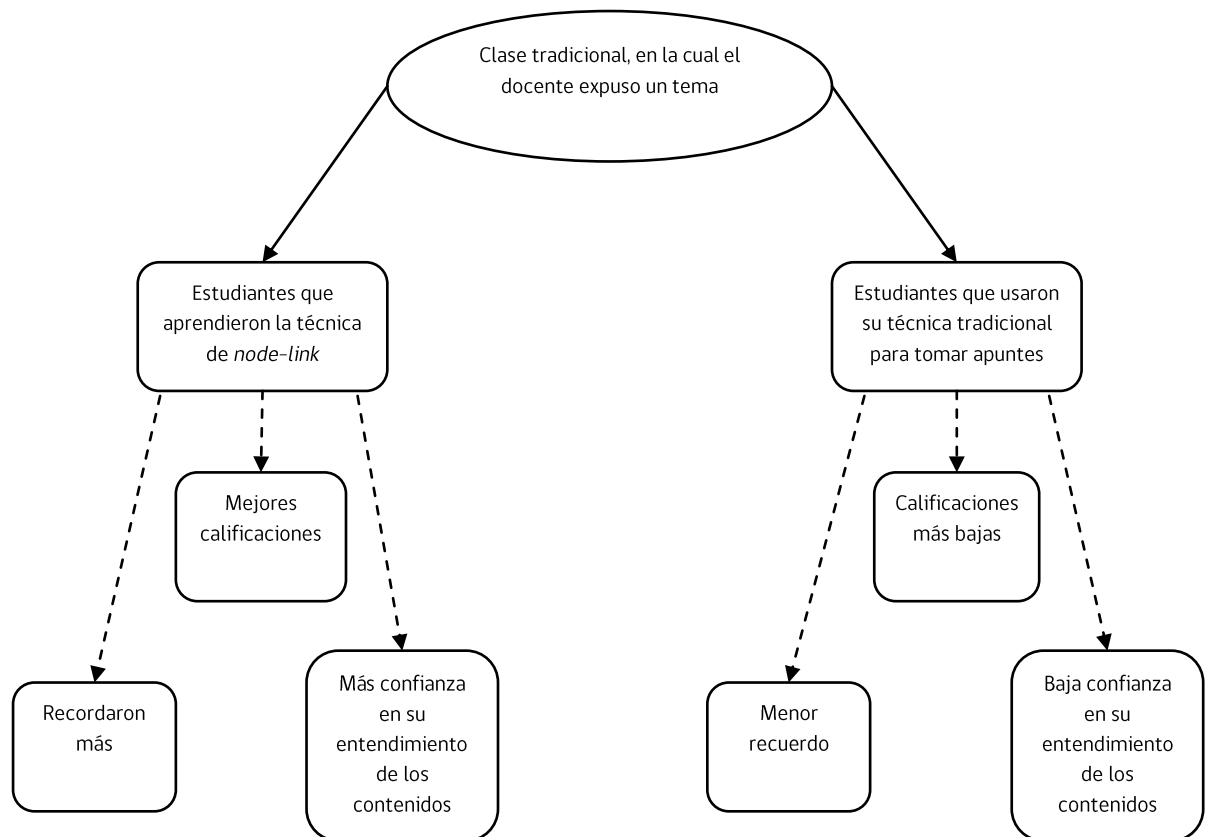 Clase tradicional, en la cual el
docente expuso un tema
Estudiantes que
aprendieron la técnica
de node-link
Estudiantes que usaron
su técnica tradicional
para tomar apuntes
Mejores
calificaciones
Calificaciones
más bajas
Recordaron
más
Más confianza
en su
entendimiento
de los
contenidos
Menor
recuerdo
Baja confianza
en su
entendimiento
de los
contenidos